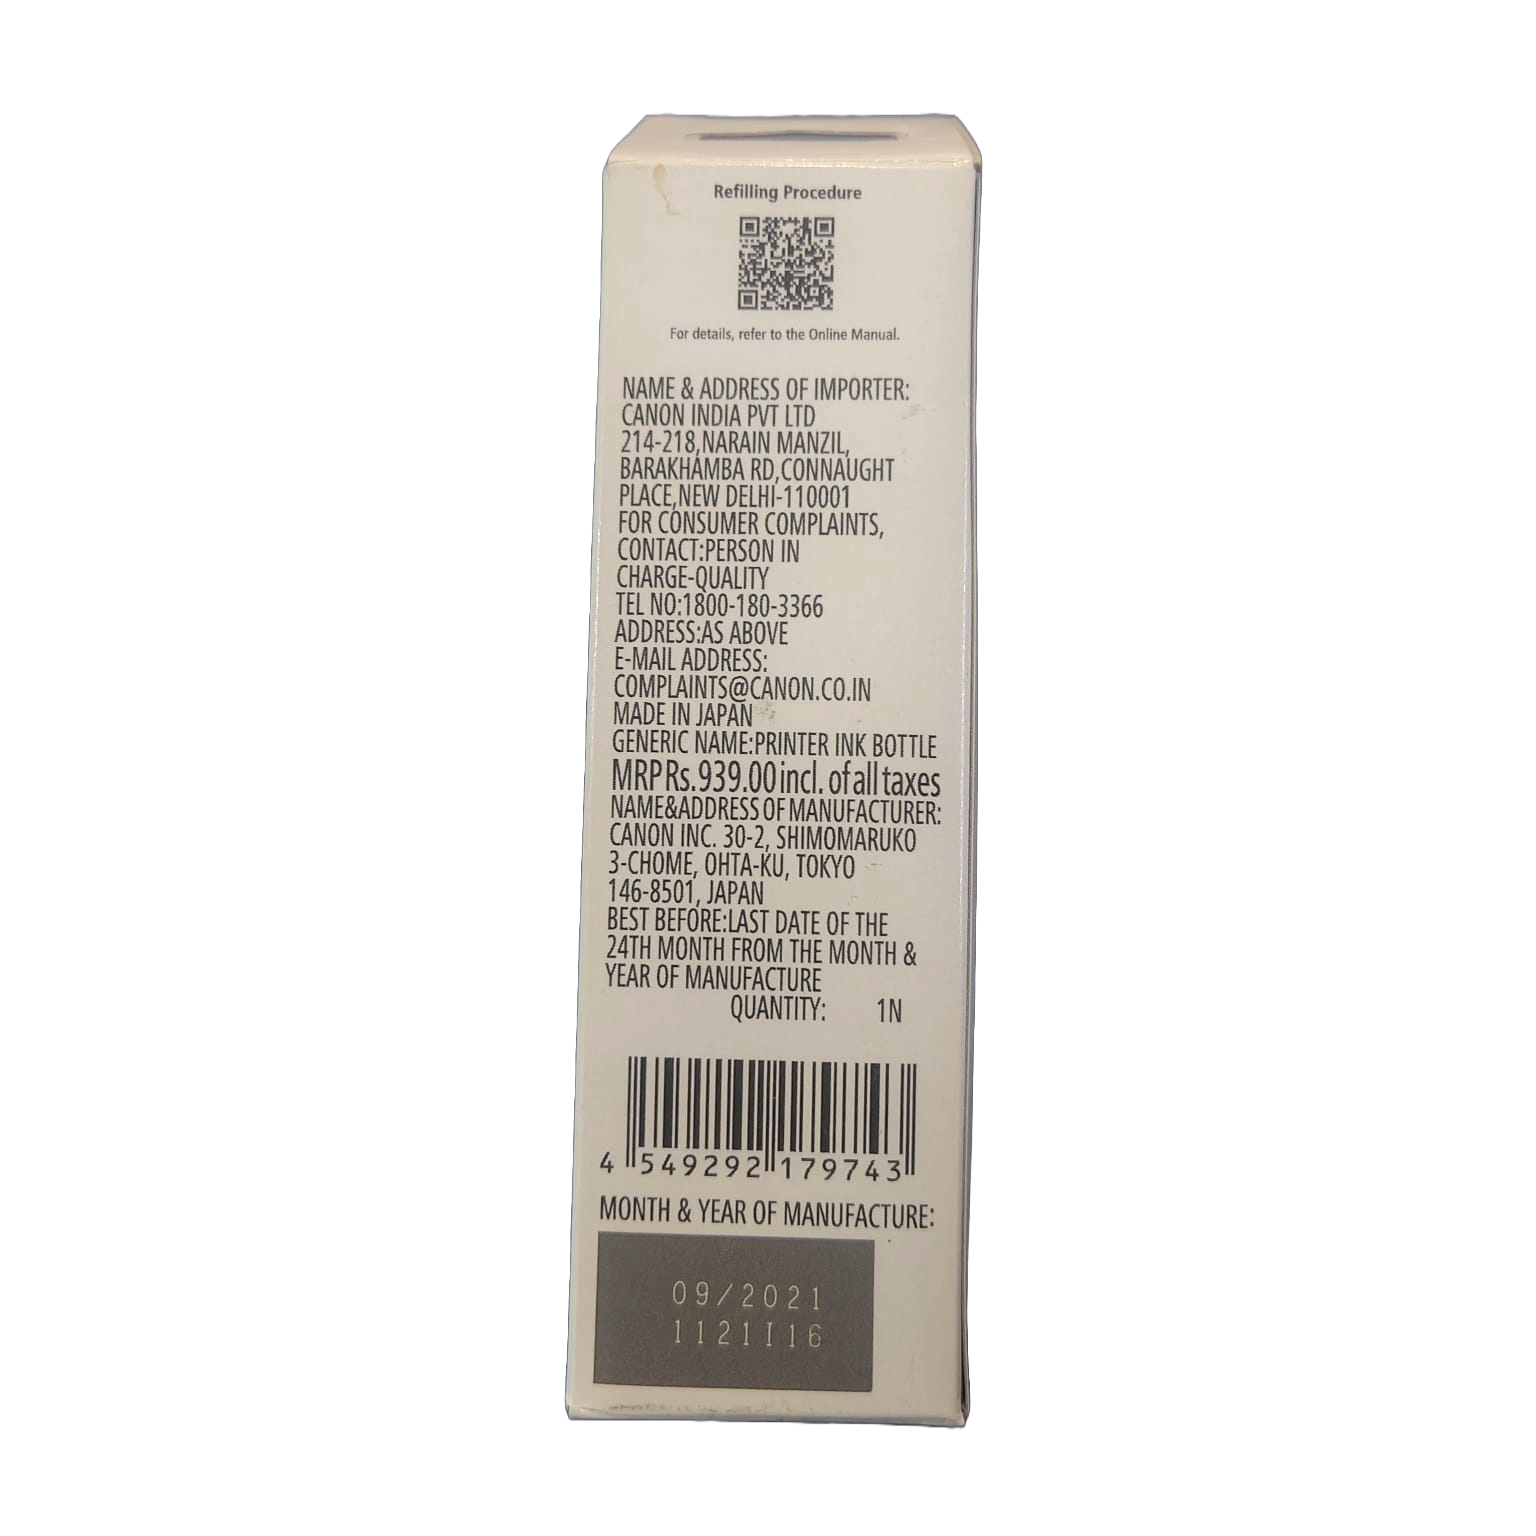 Refilling Procedure
For details, refer to the Online Manual.
NAME & ADDRESS OF IMPORTER:
CANON INDIA PVT LTD
214-218,NARAIN MANZIL,
BARAKHAMBA RD,CONNAUGHT
PLACE,NEW DELHI-110001
FOR CONSUMER COMPLAINTS,
CONTACT:PERSON IN
CHARGE-QUALITY
TEL NO:1800-180-3366
ADDRESS:AS ABOVE
E-MAIL ADDRESS:
COMPLAINTS@CANON.CO.IN
MADE IN JAPAN
GENERIC NAME:PRINTER INK BOTTLE
MRP Rs.939.00 incl. of all taxes
NAME&ADDRESS OF MANUFACTURER:
CANON INC. 30-2, SHIMOMARUKO
3-CHOME, OHTA-KU, TOKYO
146-8501, JAPAN
BEST BEFORE:LAST DATE OF THE
24TH MONTH FROM THE MONTH &
YEAR OF MANUFACTURE
QUANTITY: 1N
4 549292 179743
MONTH & YEAR OF MANUFACTURE:
09/2021
1121I16